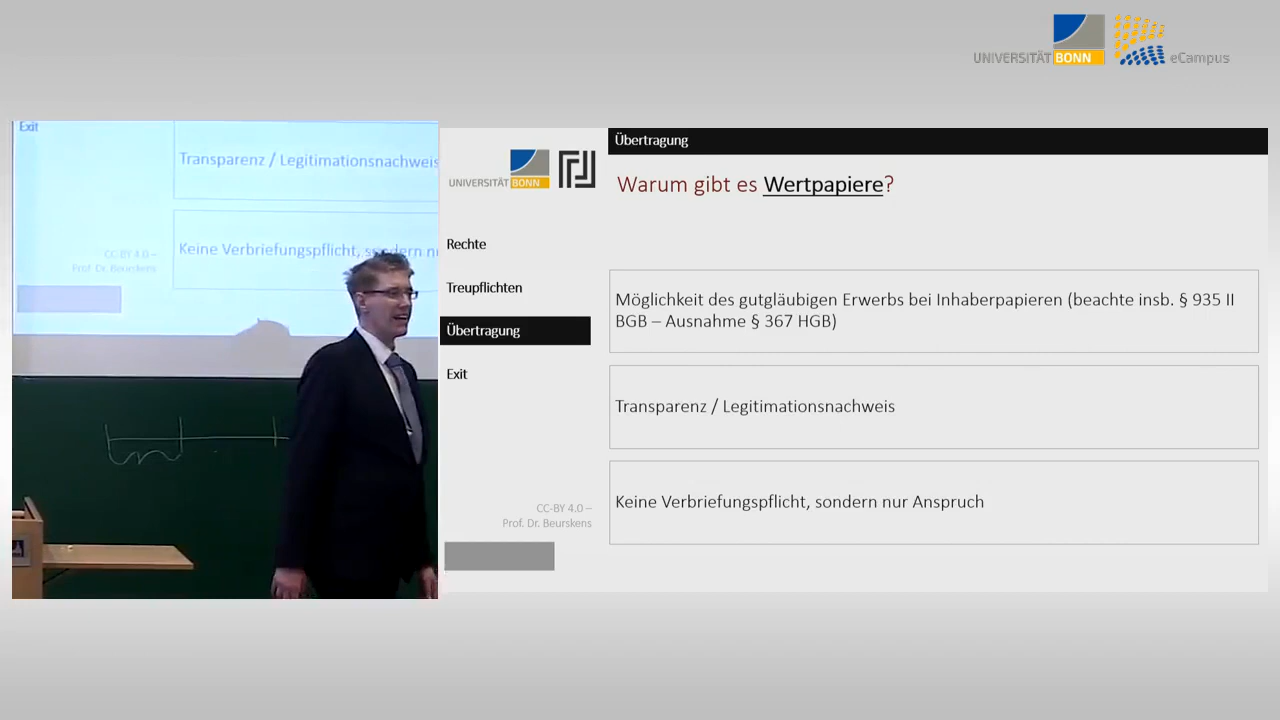 UNIVERSITÄT BONN
eCampus
Exit
Transparenz / Legitimationsnachweis
Keine Verbriefungspflicht, sondern n
CC-BY 4.0 –
Prof. Dr. Beurskens
UNIVERSITÄT BONN
Übertragung
Warum gibt es Wertpapiere?
Rechte
Treupflichten
Übertragung
Exit
Möglichkeit des gutgläubigen Erwerbs bei Inhaberpapieren (beachte insb. § 935 II
BGB – Ausnahme § 367 HGB)
Transparenz / Legitimationsnachweis
Keine Verbriefungspflicht, sondern nur Anspruch
CC-BY 4.0 –
Prof. Dr. Beurskens